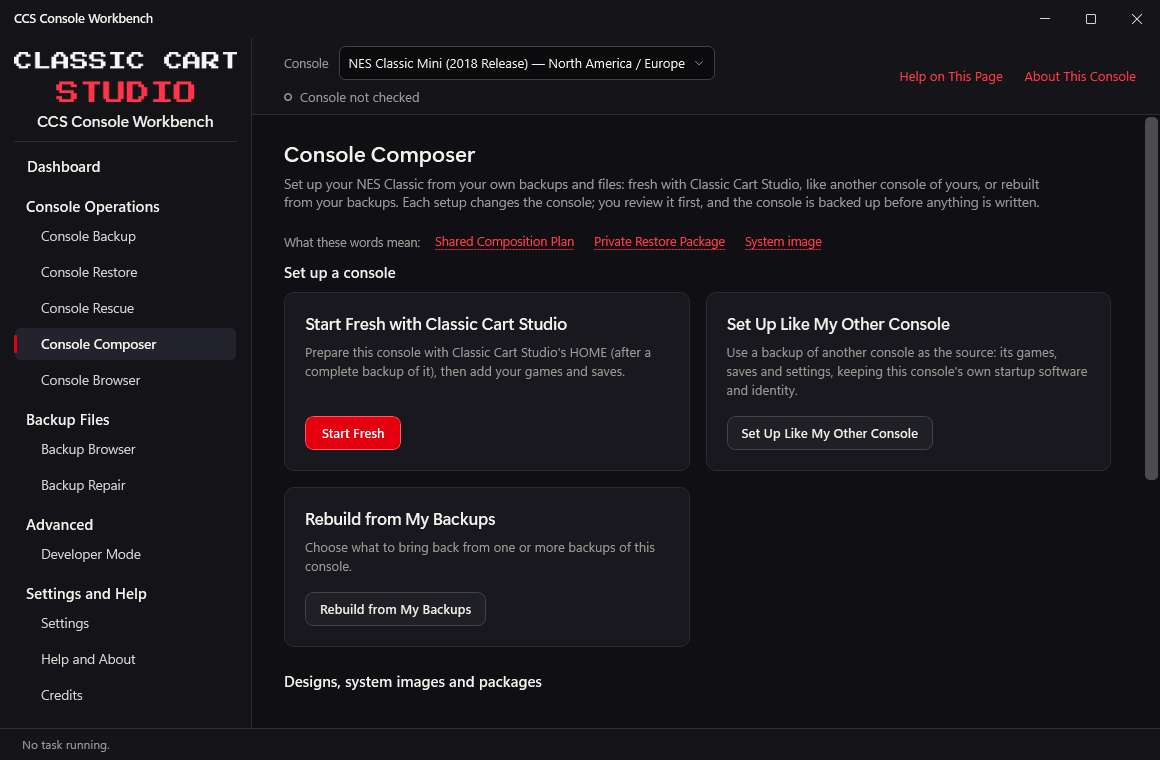 CCS Console Workbench
CLASSIC CART
STUDIO
CCS Console Workbench
Dashboard
Console Operations
Console Backup
Console Restore
Console Rescue
Console Composer
Console Browser
Backup Files
Backup Browser
Backup Repair
Advanced
Developer Mode
Settings and Help
Settings
Help and About
Credits
Console
NES Classic Mini (2018 Release) — North America / Europe
Console not checked
Help on This Page
About This Console
Console Composer
Set up your NES Classic from your own backups and files: fresh with Classic Cart Studio, like another console of yours, or rebuilt
from your backups. Each setup changes the console; you review it first, and the console is backed up before anything is written.
What these words mean:
Shared Composition Plan
Private Restore Package
System image
Set up a console
Start Fresh with Classic Cart Studio
Prepare this console with Classic Cart Studio's HOME (after a
complete backup of it), then add your games and saves.
Start Fresh
Set Up Like My Other Console
Use a backup of another console as the source: its games,
saves and settings, keeping this console's own startup software
and identity.
Set Up Like My Other Console
Rebuild from My Backups
Choose what to bring back from one or more backups of this
console.
Rebuild from My Backups
Designs, system images and packages
No task running.